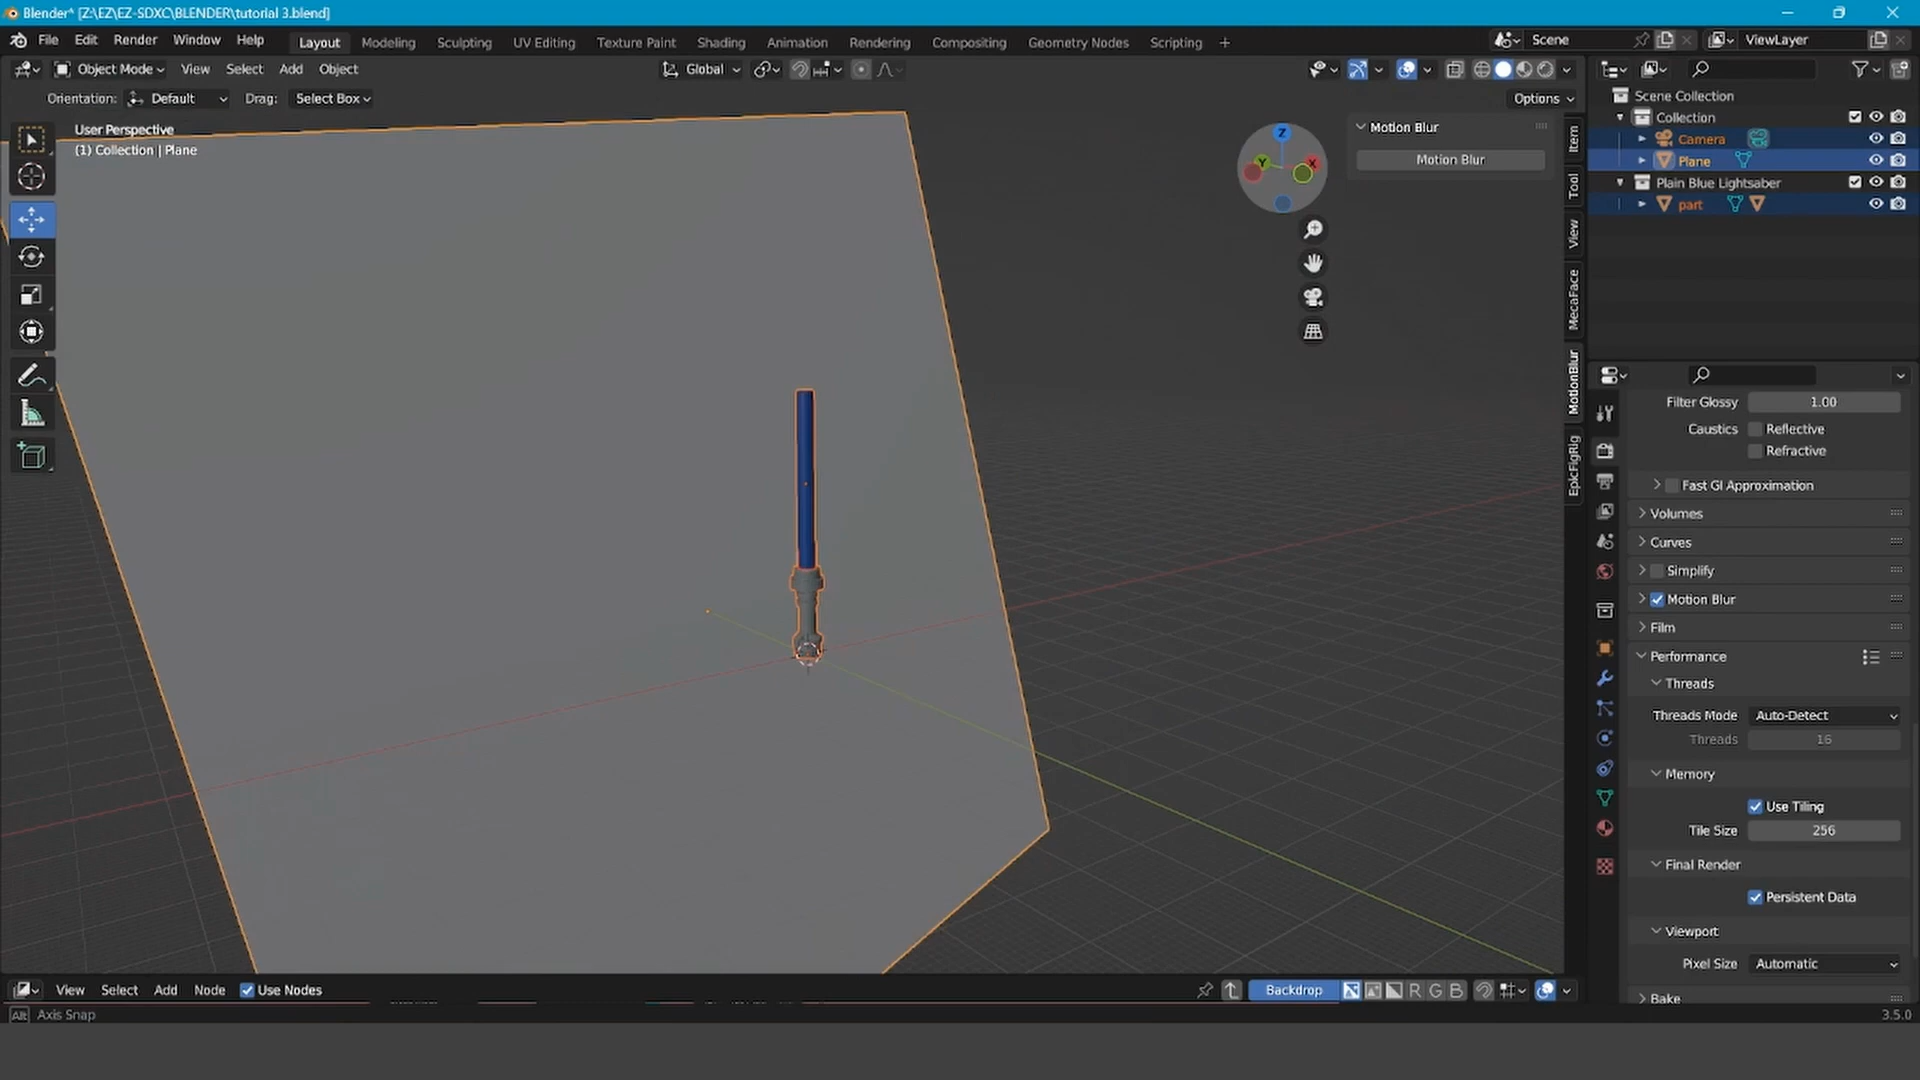 Blender* [Z:\EZ\EZ-SDXC\BLENDER\tutorial 3.blend]
File Edit Render Window Help Layout Modeling Sculpting UV Editing Texture Paint Shading Animation Rendering Compositing Geometry Nodes Scripting + Scene ViewLayer
Object Mode View Select Add Object Global
Orientation: Default Drag: Select Box Options
User Perspective
(1) Collection | Plane
Z
Y
X
Motion Blur
Motion Blur
Item
Tool
View
MecaFace
MotionBlur
EpicFigRig
Scene Collection
Collection
Camera
Plane
Plain Blue Lightsaber
part
Filter Glossy 1.00
Caustics Reflective
Refractive
Fast GI Approximation
Volumes
Curves
Simplify
Motion Blur
Film
Performance
Threads
Threads Mode Auto-Detect
Threads 16
Memory
Use Tiling
Tile Size 256
Final Render
Persistent Data
Viewport
Pixel Size Automatic
Bake
View Select Add Node Use Nodes Backdrop R G B
Alt Axis Snap 3.5.0